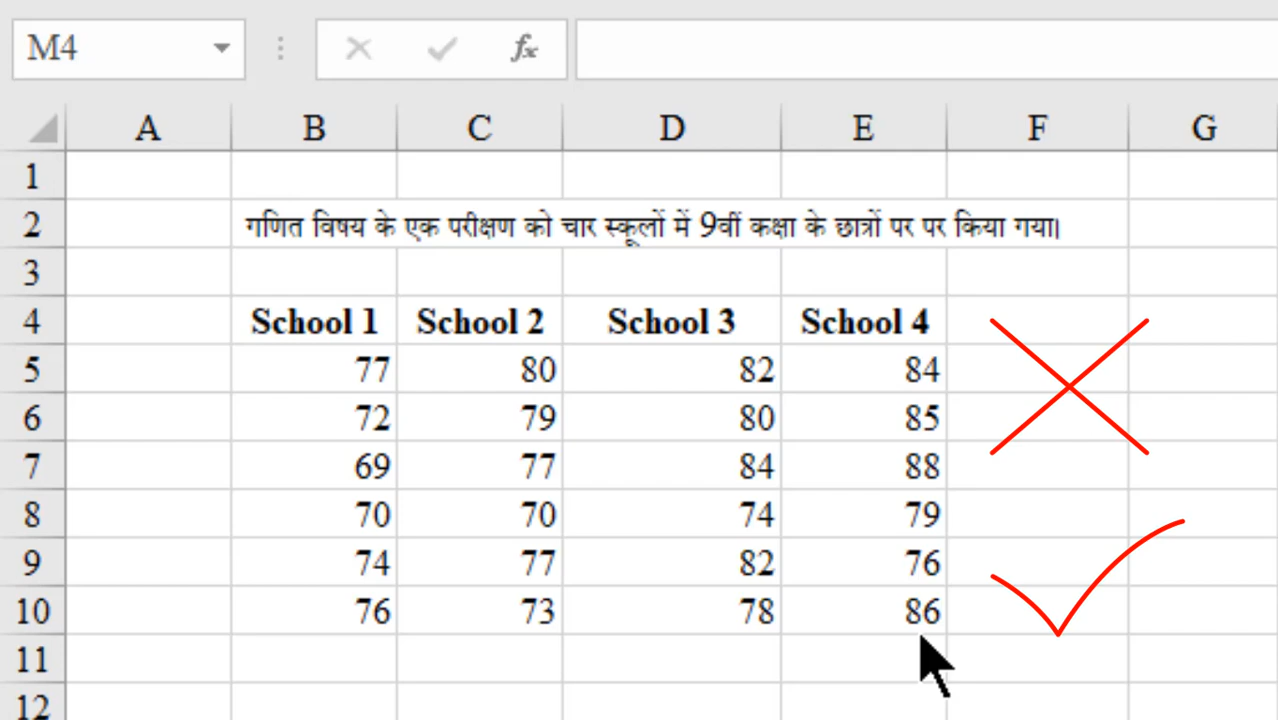 M4
fx
A B C D E F G
1
2 गणित विषय के एक परीक्षण को चार स्कूलों में 9वीं कक्षा के छात्रों पर पर किया गया।
3
4 School 1 School 2 School 3 School 4
5 77 80 82 84
6 72 79 80 85
7 69 77 84 88
8 70 70 74 79
9 74 77 82 76
10 76 73 78 86
11
12